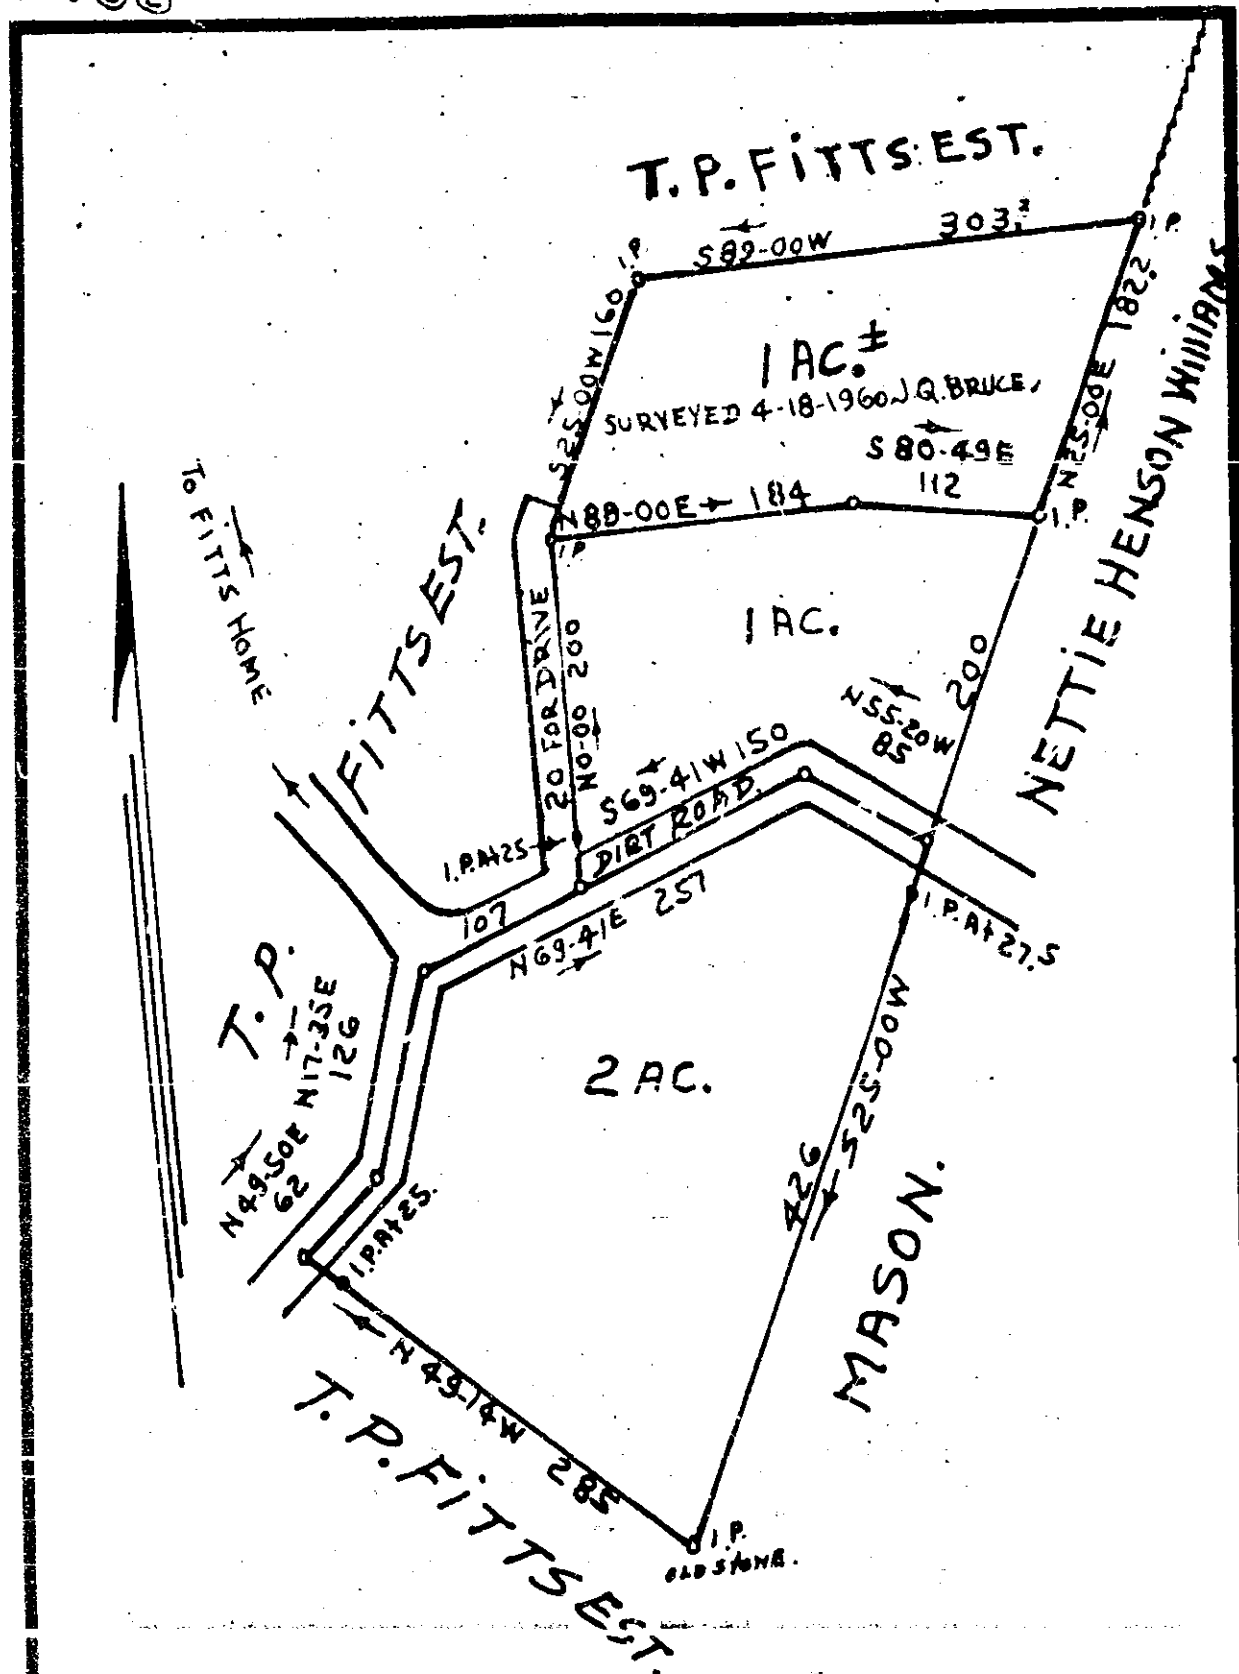 T.P. FiTTS EST.
303.²
S 89-00W
I.P.
I.P.
S25-00W 160
N25-00E 182.2
1 AC.±
SURVEYED 4-18-1960 J.Q. BRUCE.
S 80-49E
112
N88-00E 184
I.P.
I.P.
NETTIE HENSON WIlliAMS
To FITTS HOME
FiTTS EST.
20 FOR DRIVE
N0-00 200
1 AC.
200
N55-20W
85
S69-41W 150
DIRT ROAD.
I.P. At 25
107
N69-41E 257
I.P. At 27.5
T.P.
N17-35E
126
N49-50E
62
I.P. At 25.
2 AC.
S25-00W
426
MASON.
N 49-14W 285
T.P. FiTTS EST.
I.P.
OLD STONE.